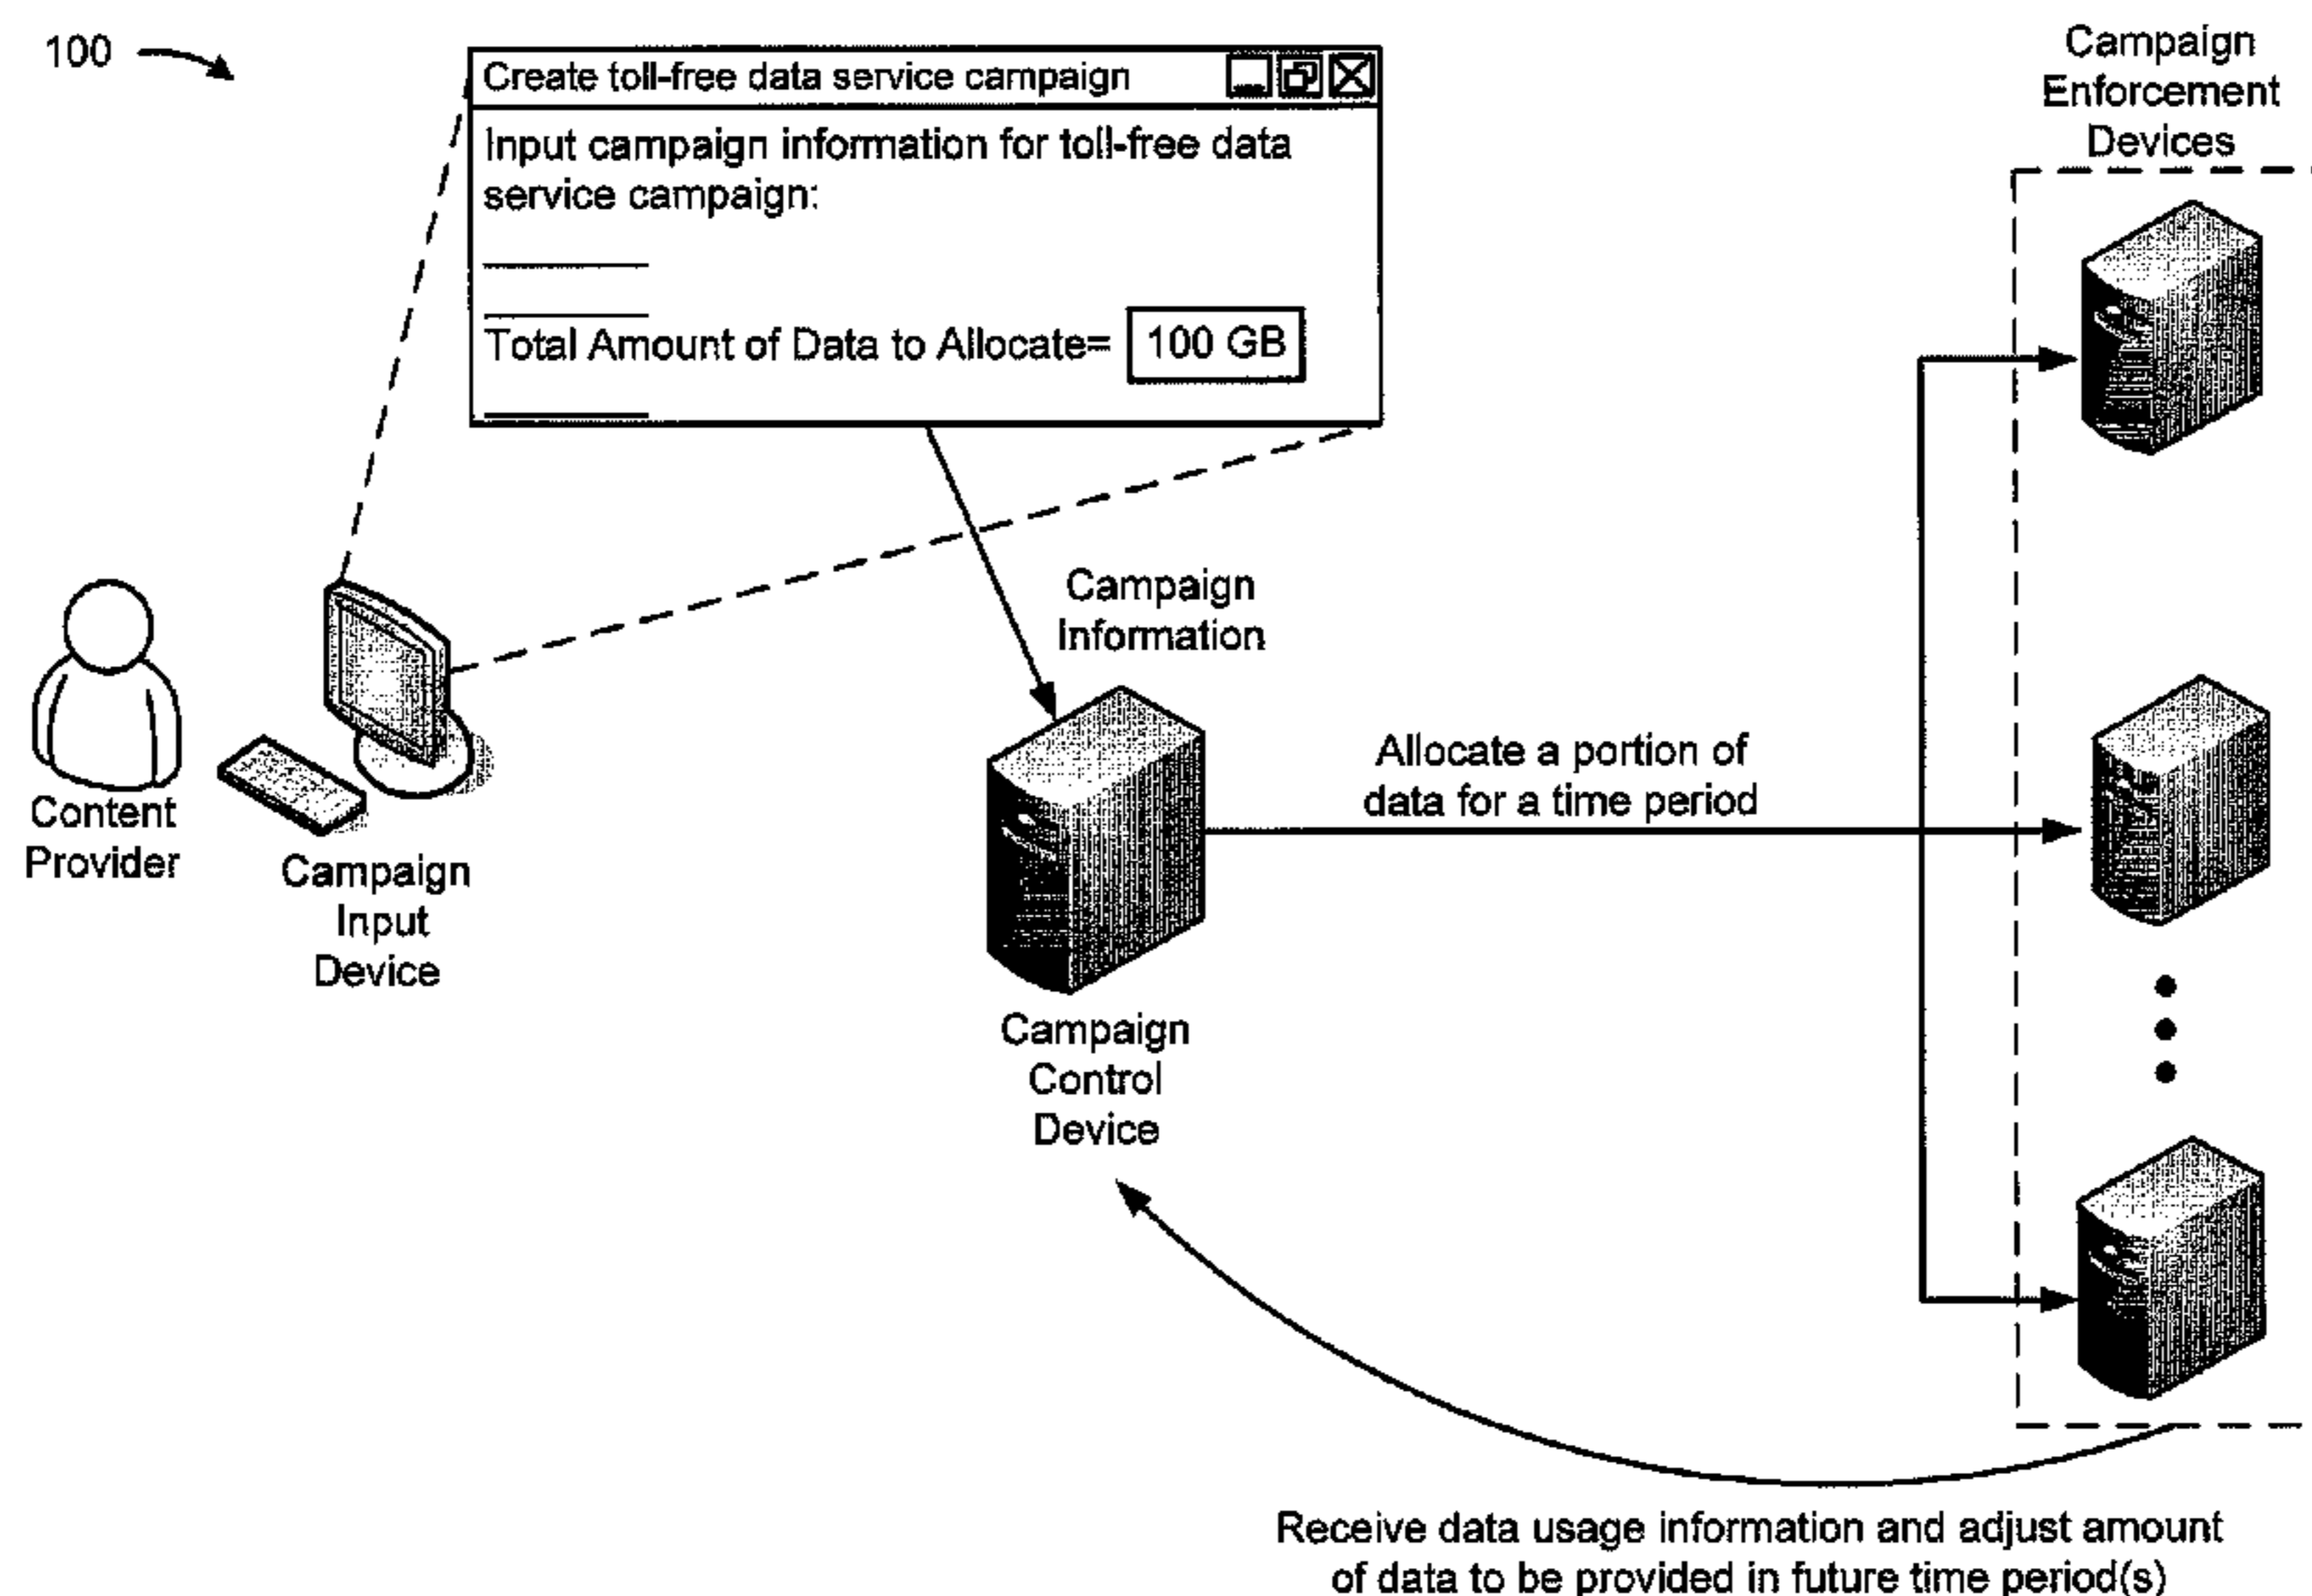 100
Create toll-free data service campaign
Input campaign information for toll-free data
service campaign:
Total Amount of Data to Allocate= 100 GB
Campaign
Enforcement
Devices
Campaign
Information
Content
Provider
Campaign
Input
Device
Allocate a portion of
data for a time period
Campaign
Control
Device
Receive data usage information and adjust amount
of data to be provided in future time period(s)